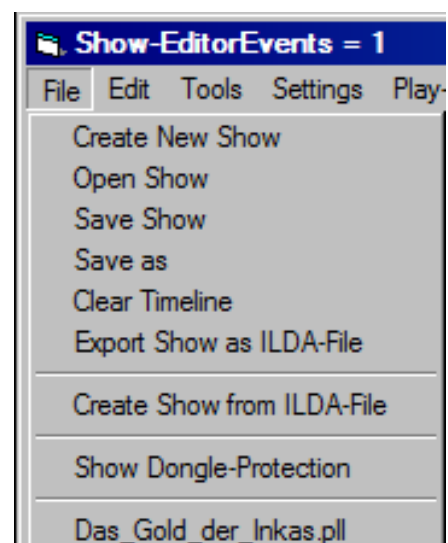 Show-EditorEvents = 1
File Edit Tools Settings Play-
Create New Show
Open Show
Save Show
Save as
Clear Timeline
Export Show as ILDA-File
Create Show from ILDA-File
Show Dongle-Protection
Das_Gold_der_Inkas.pll